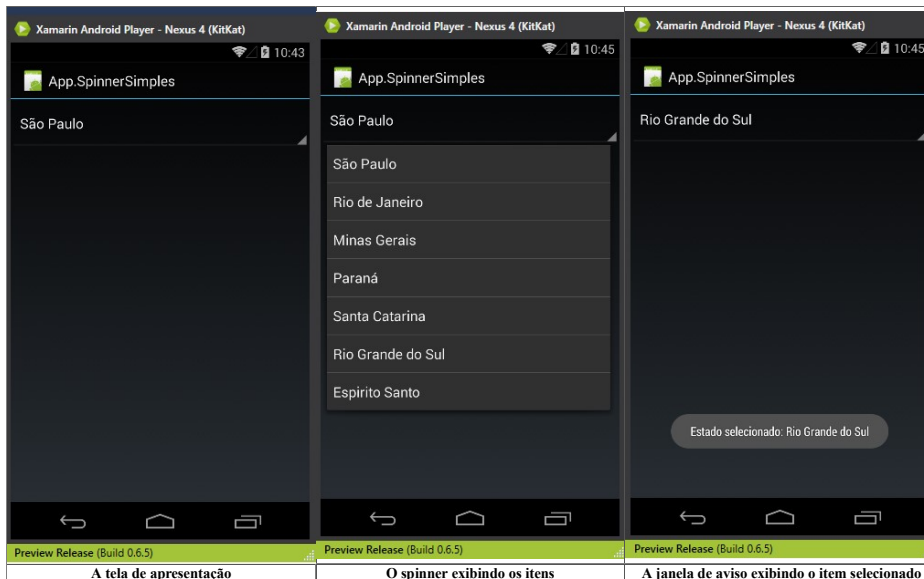 Xamarin Android Player - Nexus 4 (KitKat)
10:43
App.SpinnerSimples
São Paulo
Preview Release (Build 0.6.5)
A tela de apresentação
Xamarin Android Player - Nexus 4 (KitKat)
10:45
App.SpinnerSimples
São Paulo
São Paulo
Rio de Janeiro
Minas Gerais
Paraná
Santa Catarina
Rio Grande do Sul
Espirito Santo
Preview Release (Build 0.6.5)
O spinner exibindo os itens
Xamarin Android Player - Nexus 4 (KitKat)
10:45
App.SpinnerSimples
Rio Grande do Sul
Estado selecionado: Rio Grande do Sul
Preview Release (Build 0.6.5)
A janela de aviso exibindo o item selecionado